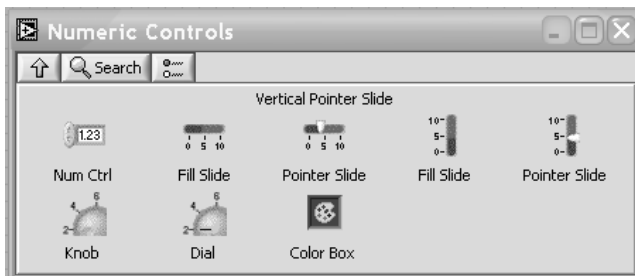 Numeric Controls
Search
Vertical Pointer Slide
1.23
0 5 10
0 5 10
10-
5-
0-
10-
5-
0-
Num Ctrl Fill Slide Pointer Slide Fill Slide Pointer Slide
2- 4 6
2- 4 6
Knob Dial Color Box